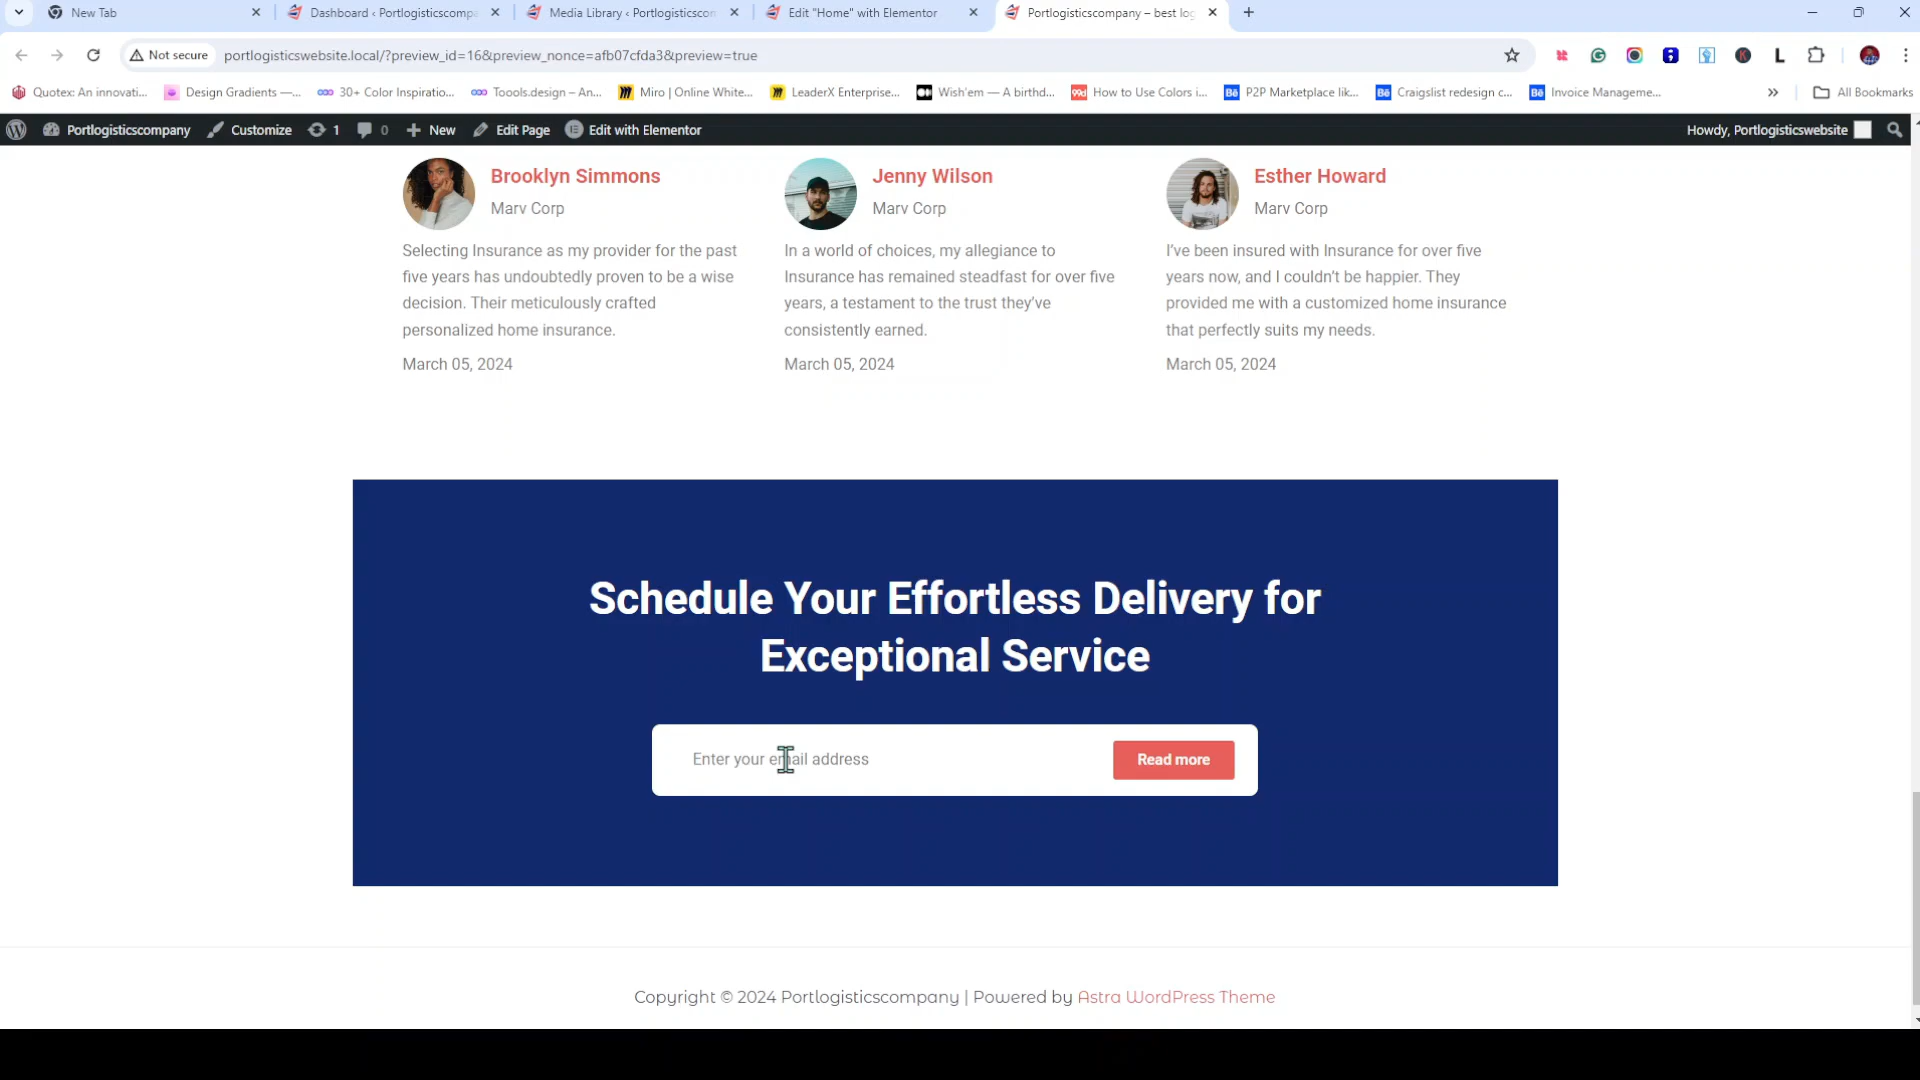 New Tab
Dashboard ‹ Portlogisticscompa
Media Library ‹ Portlogisticscon
Edit "Home" with Elementor
Portlogisticscompany – best log
Not secure
portlogisticswebsite.local/?preview_id=16&preview_nonce=afb07cfda3&preview=true
Quotex: An innovati...
Design Gradients —...
30+ Color Inspiratio...
Toools.design – An...
Miro | Online White...
LeaderX Enterprise...
Wish'em — A birthd...
How to Use Colors i...
P2P Marketplace lik...
Craigslist redesign c...
Invoice Manageme...
All Bookmarks
Portlogisticscompany
Customize
1
0
New
Edit Page
Edit with Elementor
Howdy, Portlogisticswebsite
Brooklyn Simmons
Marv Corp
Selecting Insurance as my provider for the past
five years has undoubtedly proven to be a wise
decision. Their meticulously crafted
personalized home insurance.
March 05, 2024
Jenny Wilson
Marv Corp
In a world of choices, my allegiance to
Insurance has remained steadfast for over five
years, a testament to the trust they've
consistently earned.
March 05, 2024
Esther Howard
Marv Corp
I've been insured with Insurance for over five
years now, and I couldn't be happier. They
provided me with a customized home insurance
that perfectly suits my needs.
March 05, 2024
Schedule Your Effortless Delivery for
Exceptional Service
Enter your email address
Read more
Copyright © 2024 Portlogisticscompany | Powered by Astra WordPress Theme